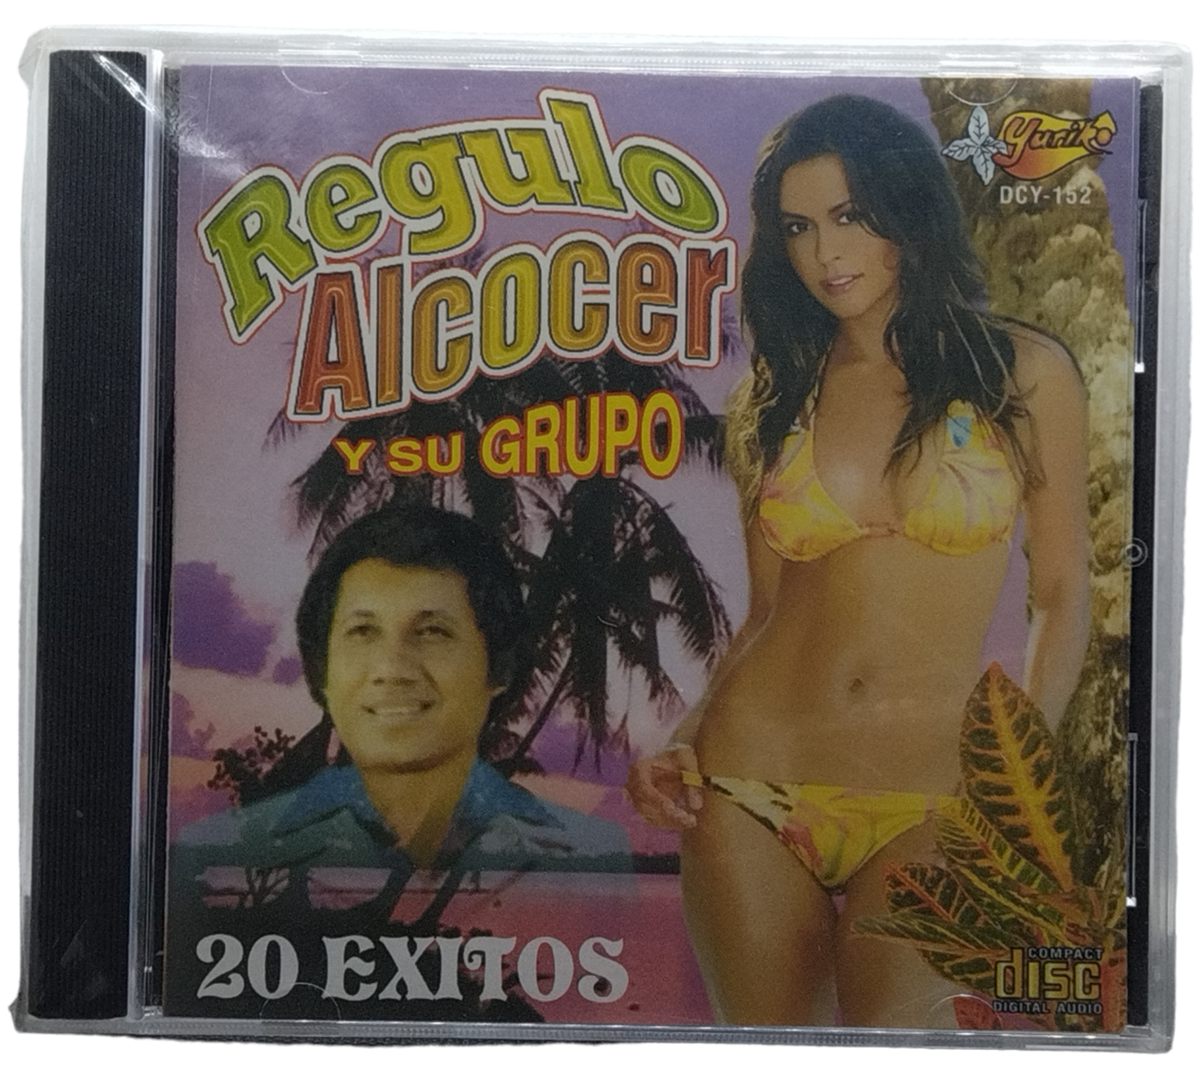 Regulo
Alcocer
Y SU GRUPO
Yuriko
DCY-152
20 EXITOS
COMPACT
disc
DIGITAL AUDIO